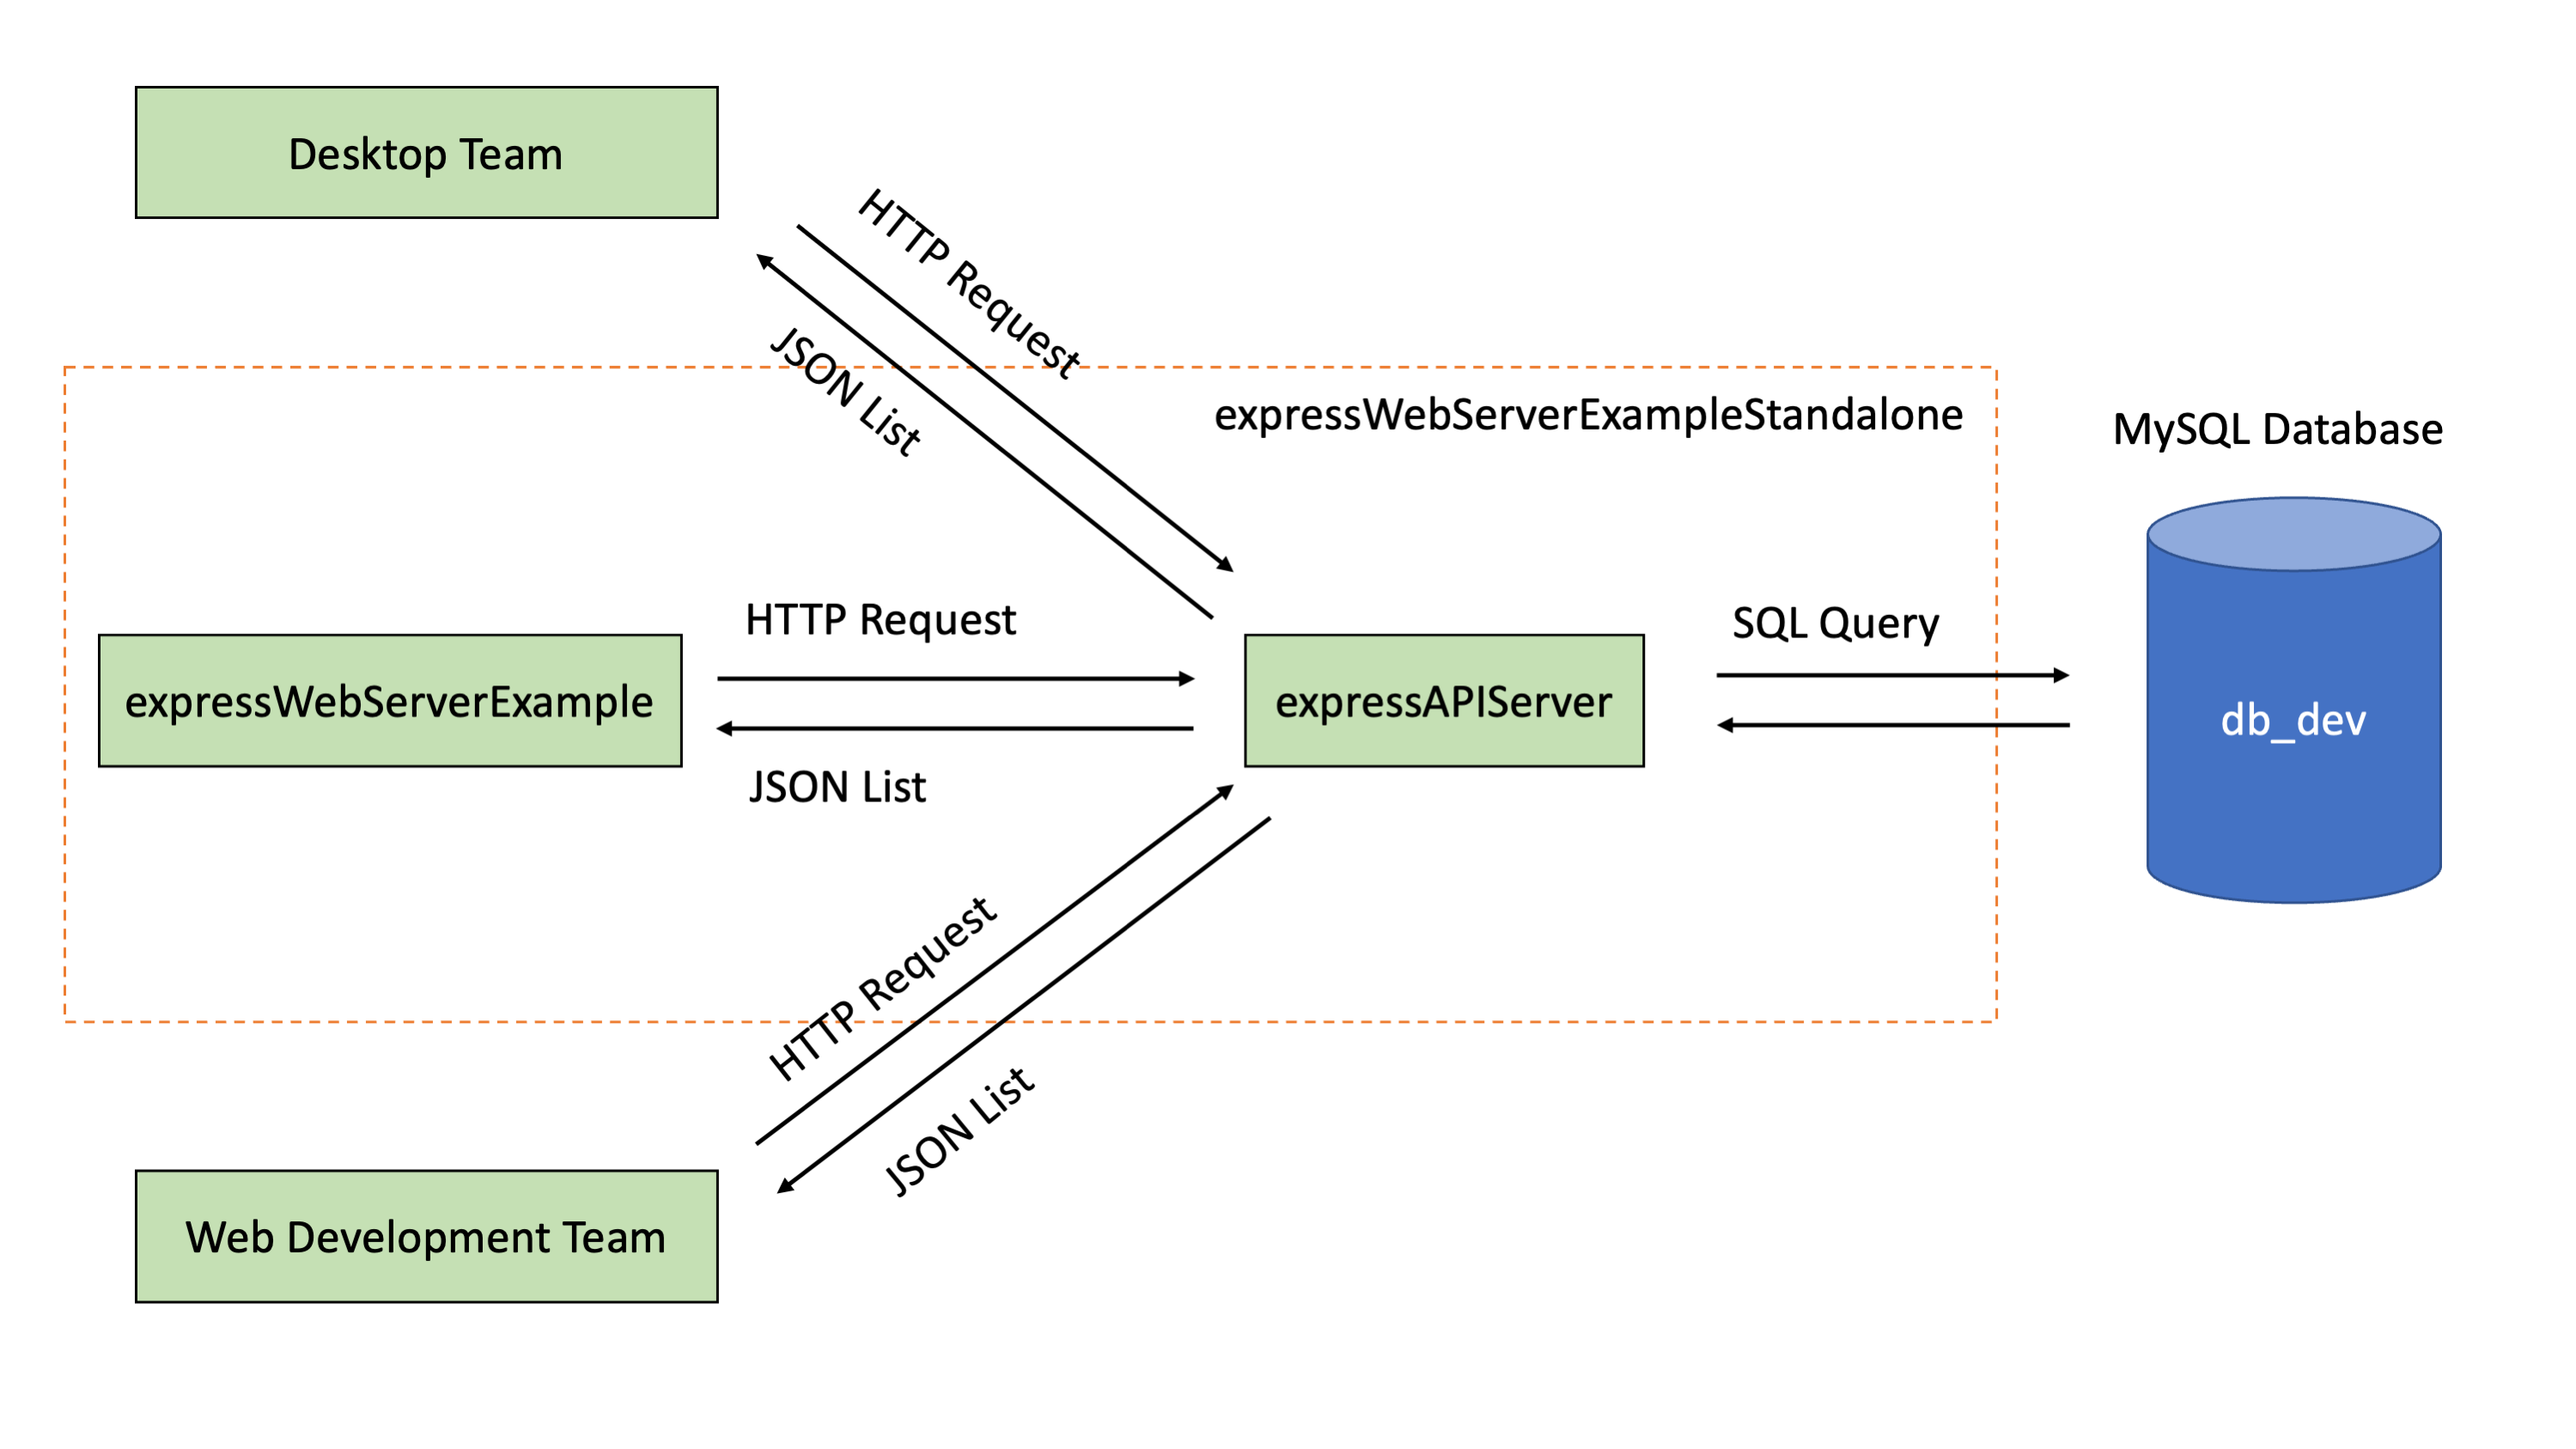 Desktop Team
HTTP Request
JSON List
expressWebServerExampleStandalone
MySQL Database
HTTP Request
SQL Query
expressWebServerExample
expressAPIServer
db_dev
JSON List
HTTP Request
JSON List
Web Development Team